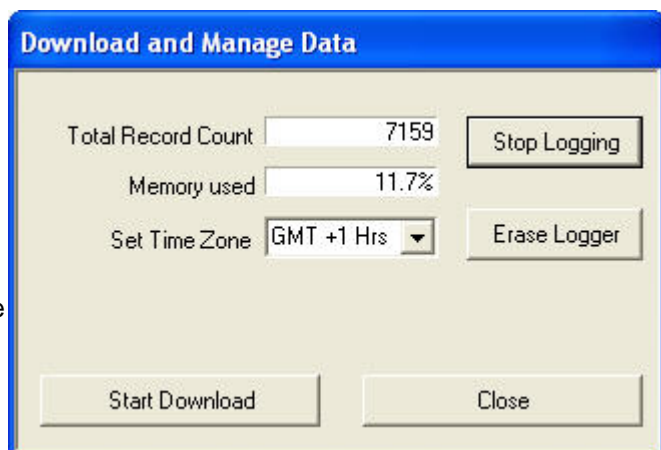 Download and Manage Data
Total Record Count 7159 Stop Logging
Memory used 11.7%
Set Time Zone GMT +1 Hrs Erase Logger
e
Start Download Close